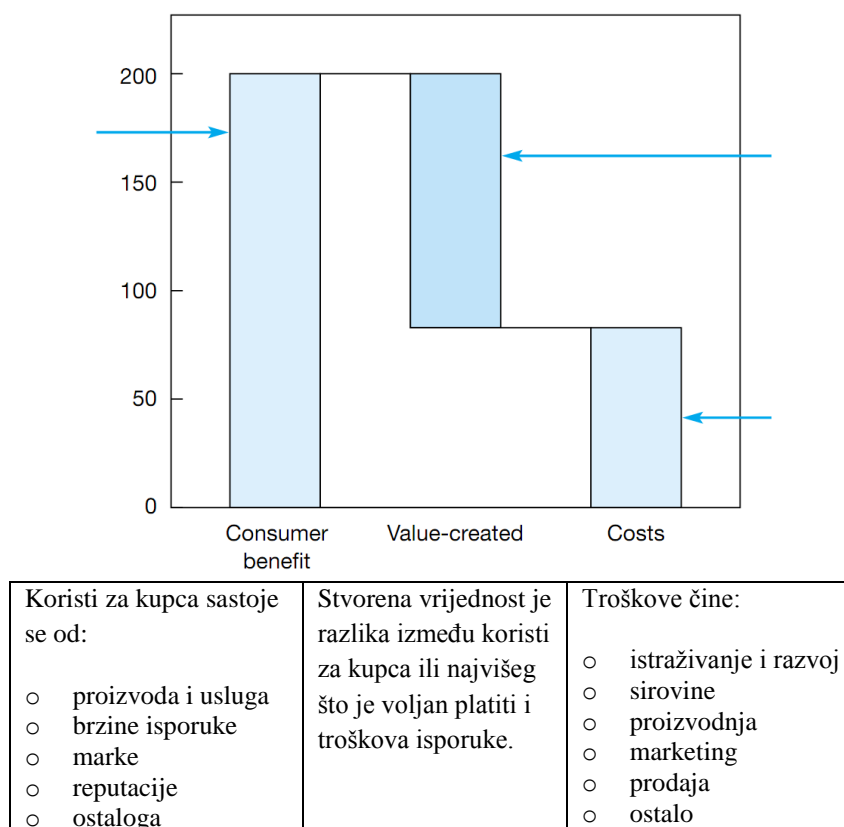 200
150
100
50
0
Consumer
benefit
Value-created
Costs
Koristi za kupca sastoje
se od:
o proizvoda i usluga
o brzine isporuke
o marke
o reputacije
o ostaloga
Stvorena vrijednost je
razlika između koristi
za kupca ili najvišeg
što je voljan platiti i
troškova isporuke.
Troškove čine:
o istraživanje i razvoj
o sirovine
o proizvodnja
o marketing
o prodaja
o ostalo